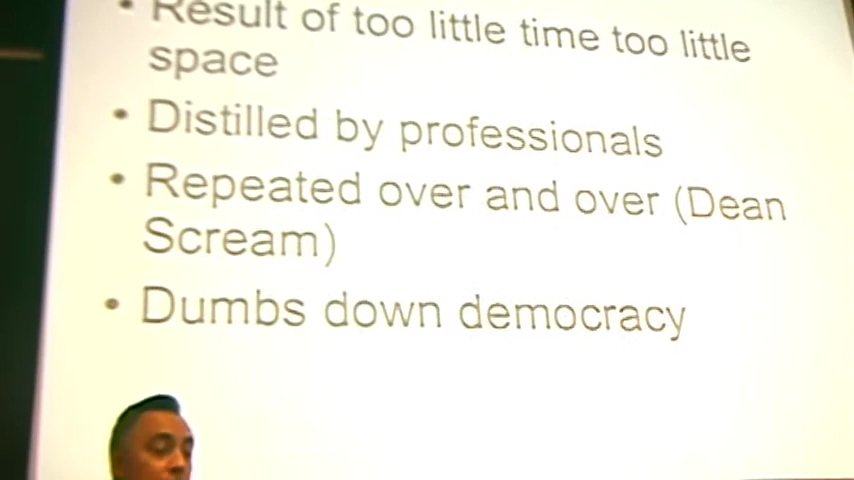 • Result of too little time too little
space
• Distilled by professionals
• Repeated over and over (Dean
Scream)
• Dumbs down democracy